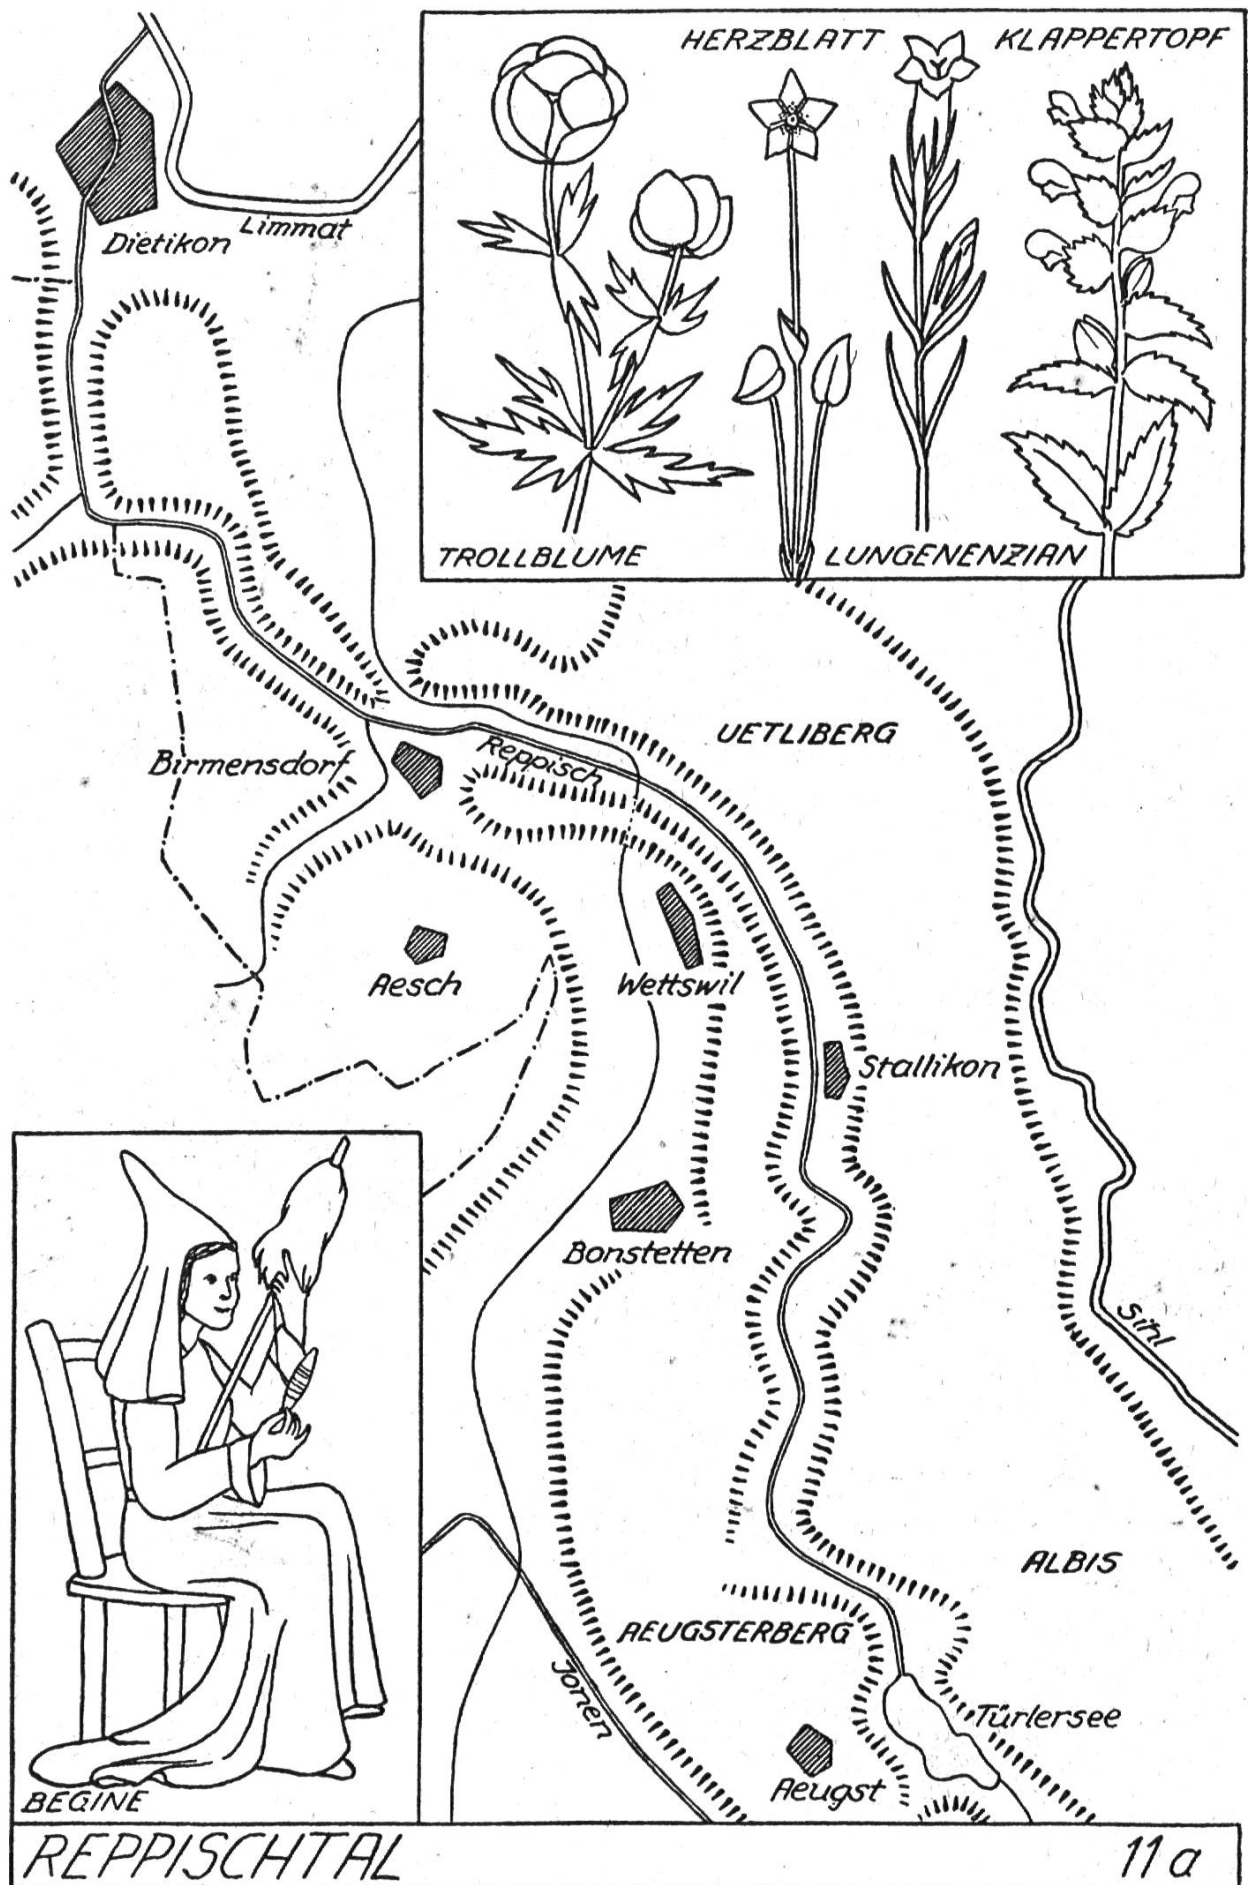 HERZBLATT
KLAPPERTOPF
TROLLBLUME
LUNGENENZIAN
Dietikon
Limmat
UETLIBERG
Birmensdorf
Reppisch
Aesch
Wettswil
Stallikon
Bonstetten
Sihl
ALBIS
AEUGSTERBERG
Jonen
Türlersee
Aeugst
BEGINE
REPPISCHTAL
11a